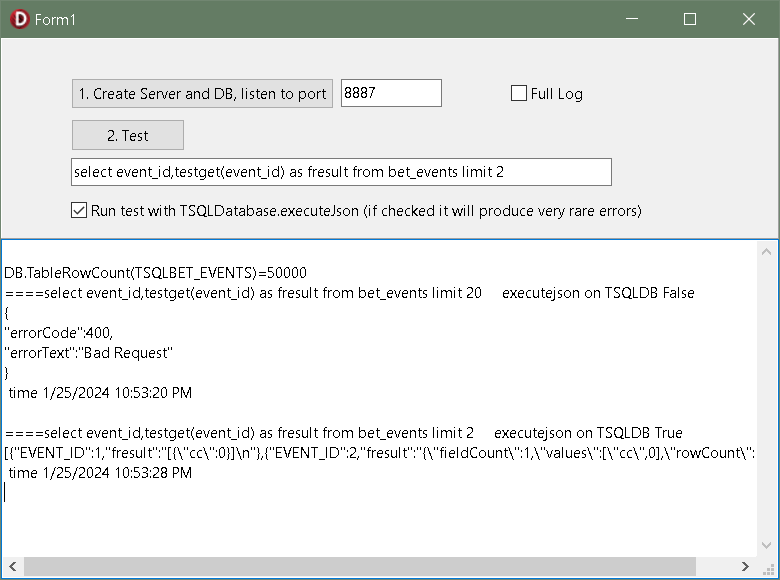 D Form1
1. Create Server and DB, listen to port 8887 Full Log
2. Test
select event_id,testget(event_id) as fresult from bet_events limit 2
Run test with TSQLDatabase.executeJson (if checked it will produce very rare errors)
DB.TableRowCount(TSQLBET_EVENTS)=50000
====select event_id,testget(event_id) as fresult from bet_events limit 20 executejson on TSQLDB False
{
"errorCode":400,
"errorText":"Bad Request"
}
time 1/25/2024 10:53:20 PM
====select event_id,testget(event_id) as fresult from bet_events limit 2 executejson on TSQLDB True
[{"EVENT_ID":1,"fresult":"[{\"cc\":0}]\n"},{"EVENT_ID":2,"fresult":"{\"fieldCount\":1,\"values\":[\"cc\",0],\"rowCount\":
time 1/25/2024 10:53:28 PM